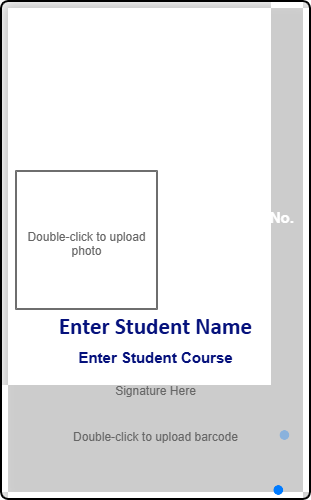 No.
Double-click to upload
photo
Enter Student Name
Enter Student Course
Signature Here
Double-click to upload barcode